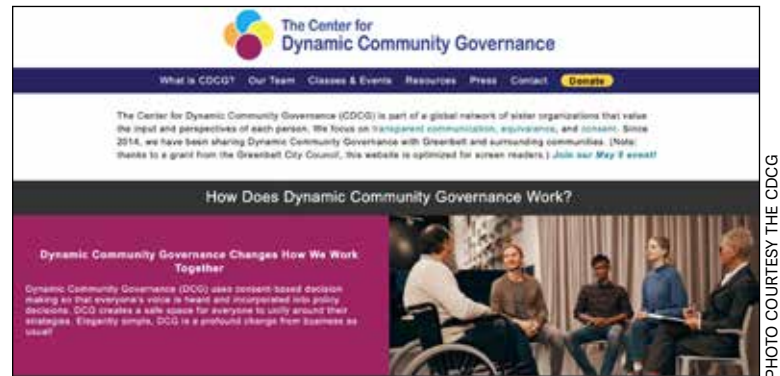 The Center for
Dynamic Community Governance
What is CDCG? Our Team Classes & Events Resources Press Contact Donate
The Center for Dynamic Community Governance (CDCG) is part of a global network of sister organizations that value
the input and perspectives of each person. We focus on transparent communication, equivalence, and consent. Since
2014, we have been sharing Dynamic Community Governance with Greenbelt and surrounding communities. (Note:
thanks to a grant from the Greenbelt City Council, this website is optimized for screen readers.) Join our May 8 event!
How Does Dynamic Community Governance Work?
Dynamic Community Governance Changes How We Work
Together
Dynamic Community Governance (DCG) uses consent-based decision
making so that everyone's voice is heard and incorporated into policy
decisions. DCG creates a safe space for everyone to unify around their
strategies. Elegantly simple, DCG is a profound change from business as
usual!
PHOTO COURTESY THE CDCG